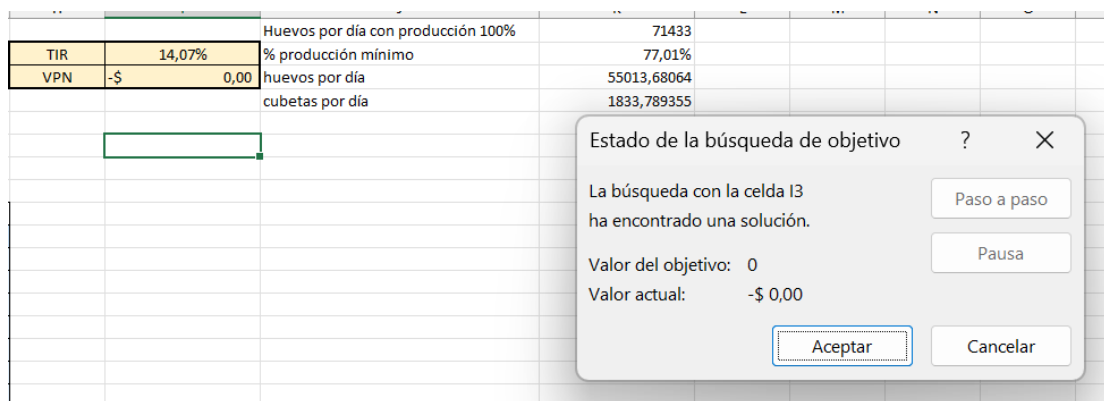 Huevos por día con producción 100% 71433
TIR 14,07% % producción mínimo 77,01%
VPN -$ 0,00 huevos por día 55013,68064
cubetas por día 1833,789355
Estado de la búsqueda de objetivo ?
La búsqueda con la celda I3
ha encontrado una solución.
Paso a paso
Valor del objetivo: 0
Pausa
Valor actual: -$ 0,00
Aceptar Cancelar